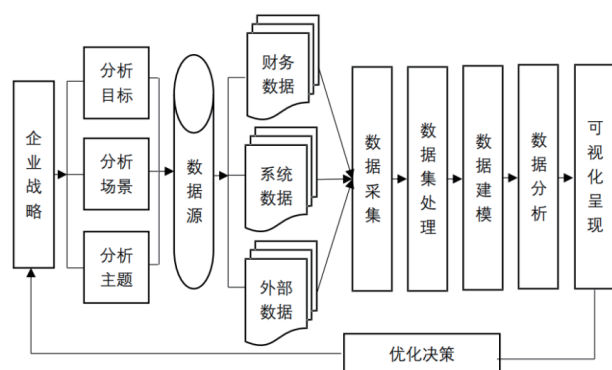 企业战略
分析
目标
分析
场景
分析
主题
数据源
财务
数据
系统
数据
外部
数据
数据采集
数据集处理
数据建模
数据分析
可视化呈现
优化决策